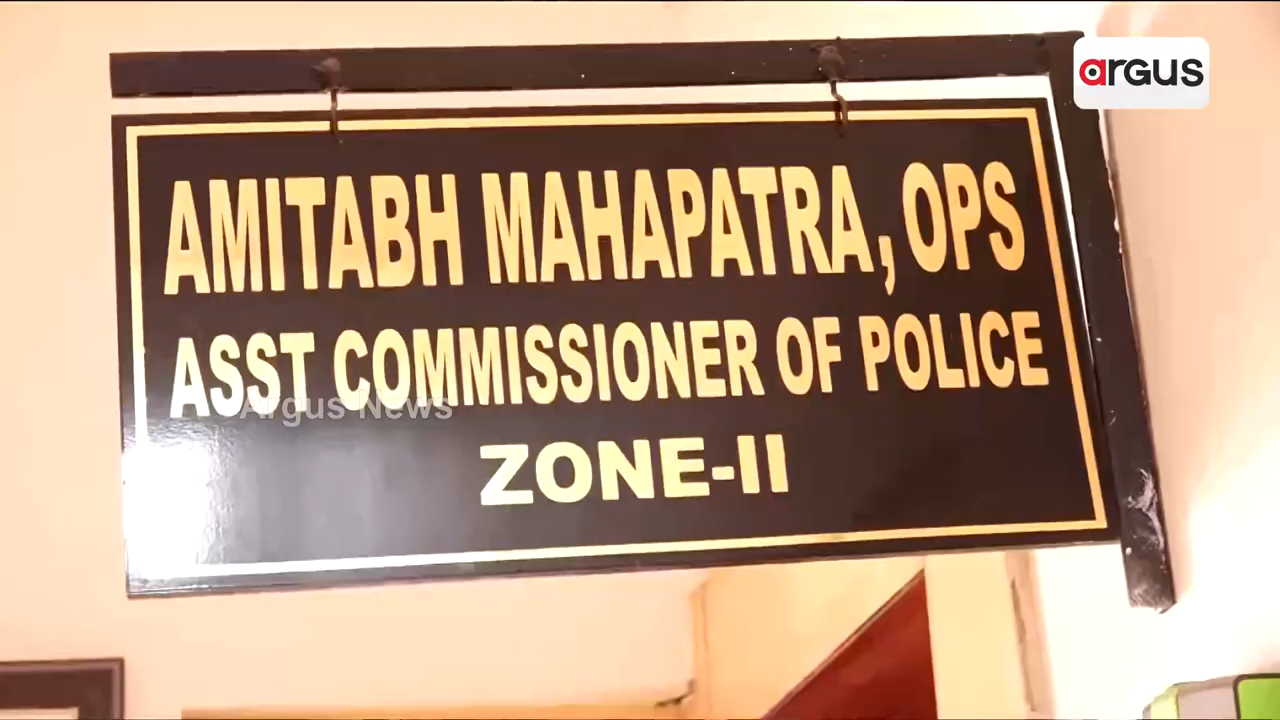 argus
AMITABH MAHAPATRA, OPS
ASST COMMISSIONER OF POLICE
Argus News
ZONE-II